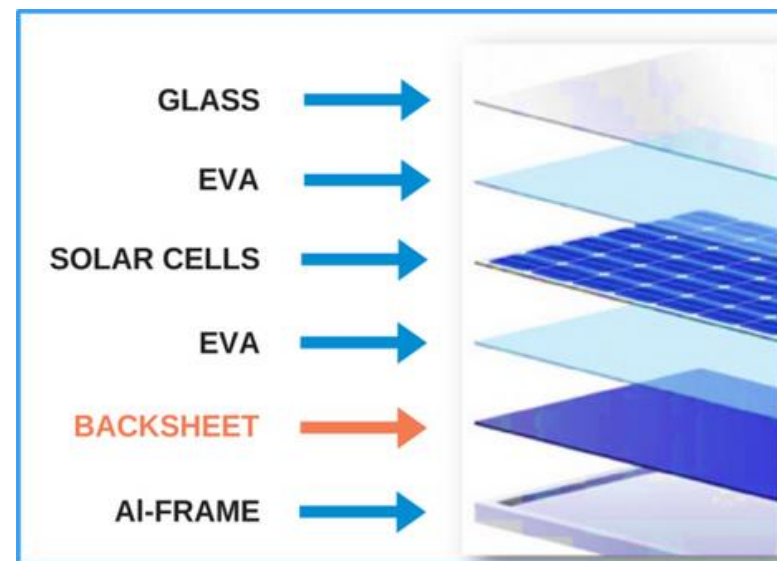 GLASS
EVA
SOLAR CELLS
EVA
BACKSHEET
Al-FRAME